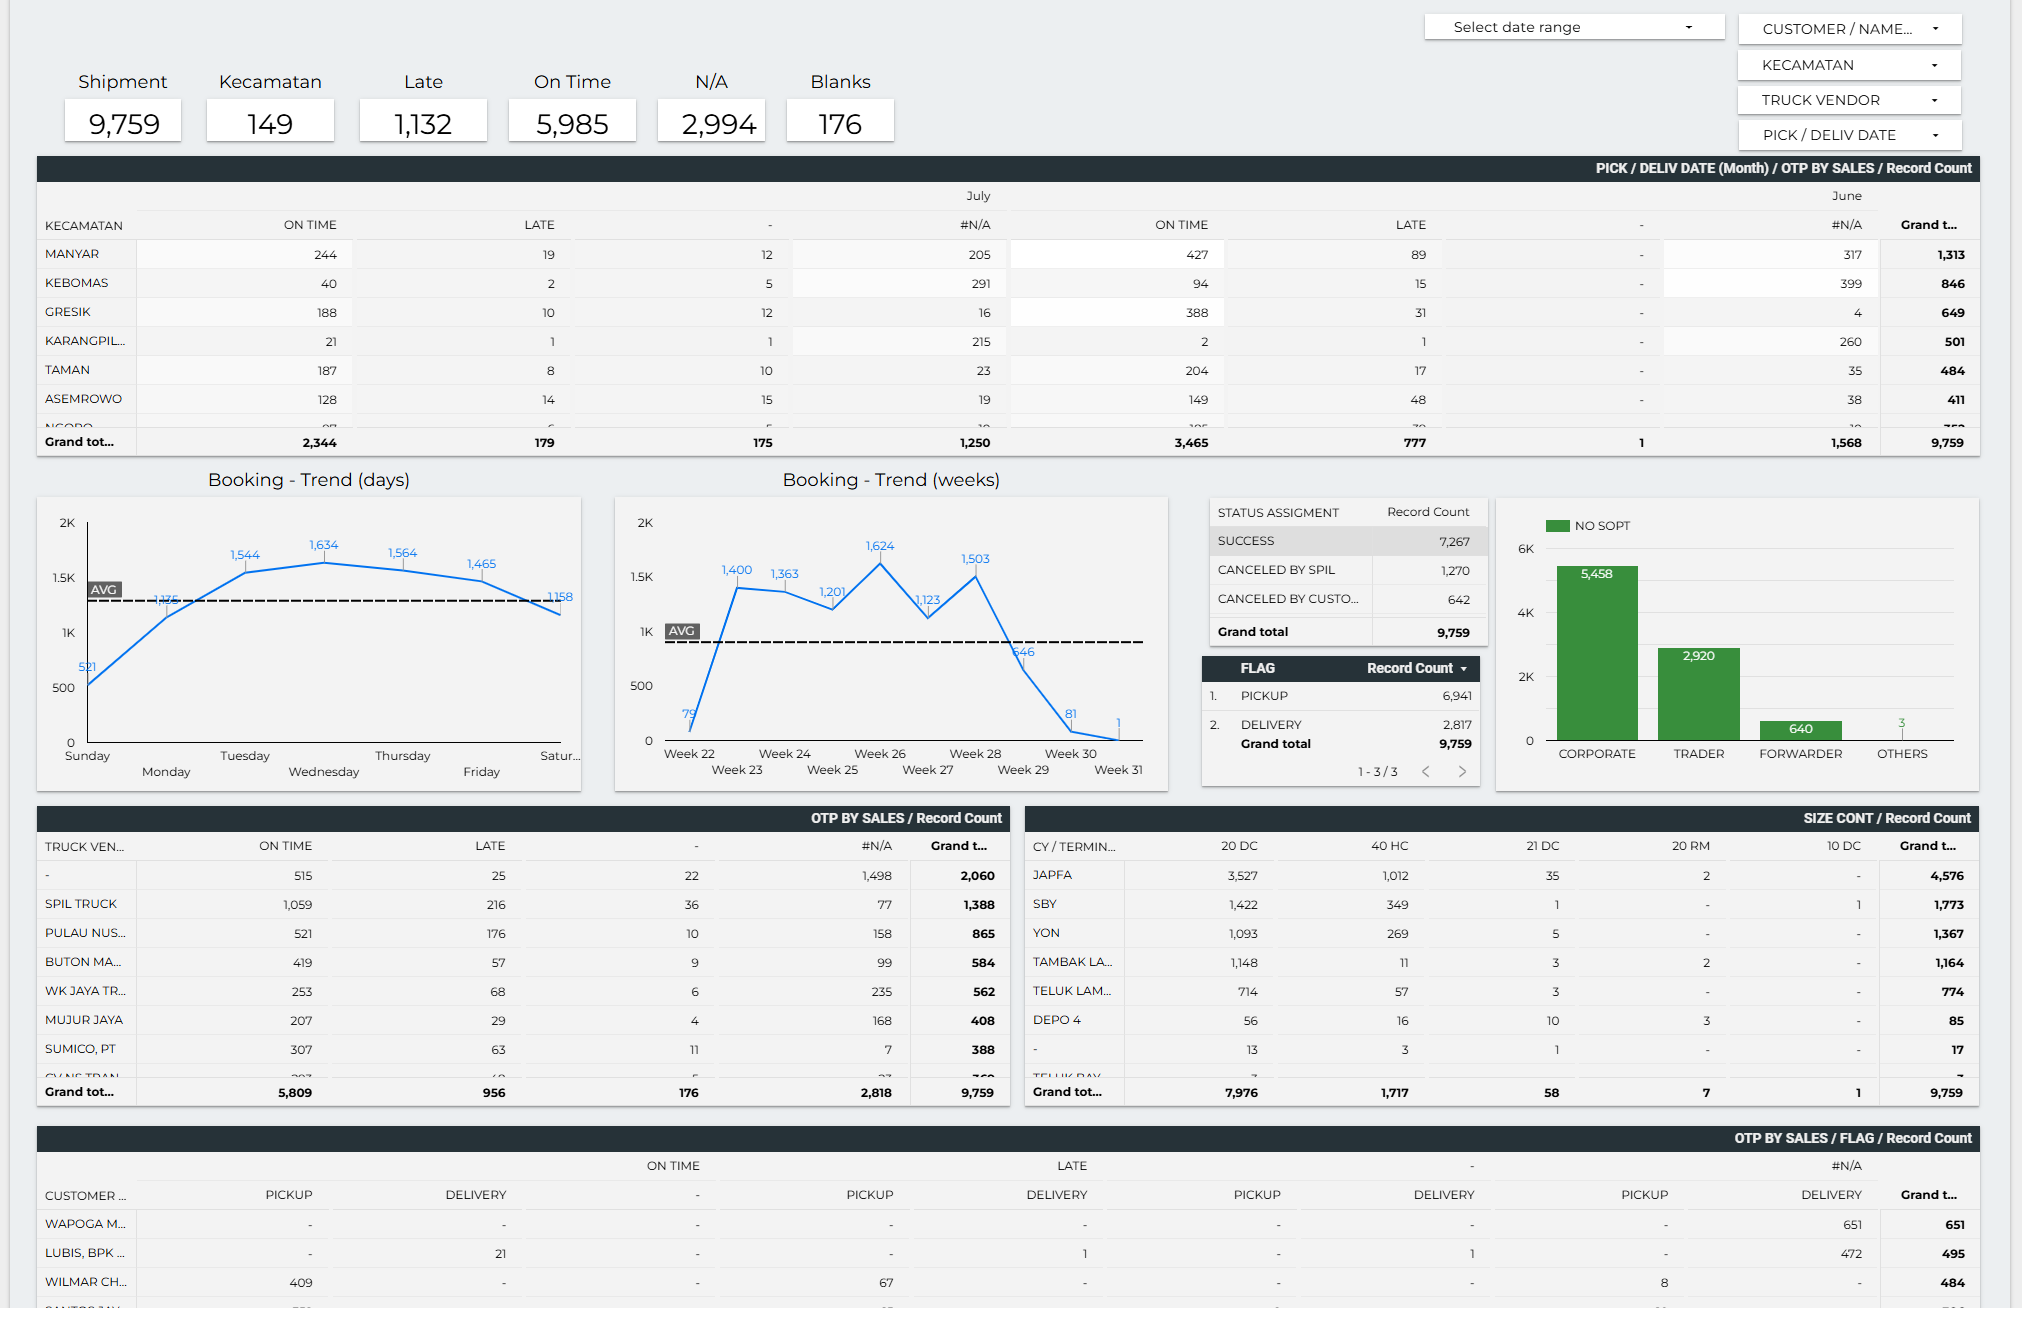 Select date range
CUSTOMER / NAME...
KECAMATAN
TRUCK VENDOR
PICK / DELIV DATE
Shipment Kecamatan Late On Time N/A Blanks
9,759 149 1,132 5,985 2,994 176
PICK / DELIV DATE (Month) / OTP BY SALES / Record Count
July June
KECAMATAN ON TIME LATE - #N/A ON TIME LATE - #N/A Grand t...
MANYAR 244 19 12 205 427 89 - 317 1,313
KEBOMAS 40 2 5 291 94 15 - 399 846
GRESIK 188 10 12 16 388 31 - 4 649
KARANGPIL... 21 1 1 215 2 1 - 260 501
TAMAN 187 8 10 23 204 17 - 35 484
ASEMROWO 128 14 15 19 149 48 - 38 411
Grand tot... 2,344 179 175 1,250 3,465 777 1 1,568 9,759
Booking - Trend (days)
2K
1.5K
1K
500
0
AVG
521
1,135
1,544
1,634
1,564
1,465
1,158
Sunday Tuesday Thursday Satur...
Monday Wednesday Friday
Booking - Trend (weeks)
2K
1.5K
1K
500
0
AVG
79
1,400
1,363
1,201
1,624
1,123
1,503
646
81
1
Week 22 Week 24 Week 26 Week 28 Week 30
Week 23 Week 25 Week 27 Week 29 Week 31
STATUS ASSIGMENT Record Count
SUCCESS 7,267
CANCELED BY SPIL 1,270
CANCELED BY CUSTO... 642
Grand total 9,759
FLAG Record Count
1. PICKUP 6,941
2. DELIVERY 2,817
Grand total 9,759
1 - 3 / 3
NO SOPT
6K
4K
2K
0
5,458
2,920
640
3
CORPORATE TRADER FORWARDER OTHERS
OTP BY SALES / Record Count
TRUCK VEN... ON TIME LATE - #N/A Grand t...
- 515 25 22 1,498 2,060
SPIL TRUCK 1,059 216 36 77 1,388
PULAU NUS... 521 176 10 158 865
BUTON MA... 419 57 9 99 584
WK JAYA TR... 253 68 6 235 562
MUJUR JAYA 207 29 4 168 408
SUMICO, PT 307 63 11 7 388
Grand tot... 5,809 956 176 2,818 9,759
SIZE CONT / Record Count
CY / TERMIN... 20 DC 40 HC 21 DC 20 RM 10 DC Grand t...
JAPFA 3,527 1,012 35 2 - 4,576
SBY 1,422 349 1 - 1 1,773
YON 1,093 269 5 - - 1,367
TAMBAK LA... 1,148 11 3 2 - 1,164
TELUK LAM... 714 57 3 - - 774
DEPO 4 56 16 10 3 - 85
- 13 3 1 - - 17
Grand tot... 7,976 1,717 58 7 1 9,759
OTP BY SALES / FLAG / Record Count
ON TIME LATE - #N/A
CUSTOMER ... PICKUP DELIVERY - PICKUP DELIVERY PICKUP DELIVERY PICKUP DELIVERY Grand t...
WAPOGA M... - - - - - - - - 651 651
LUBIS, BPK ... - 21 - - 1 - 1 - 472 495
WILMAR CH... 409 - - 67 - - - 8 - 484